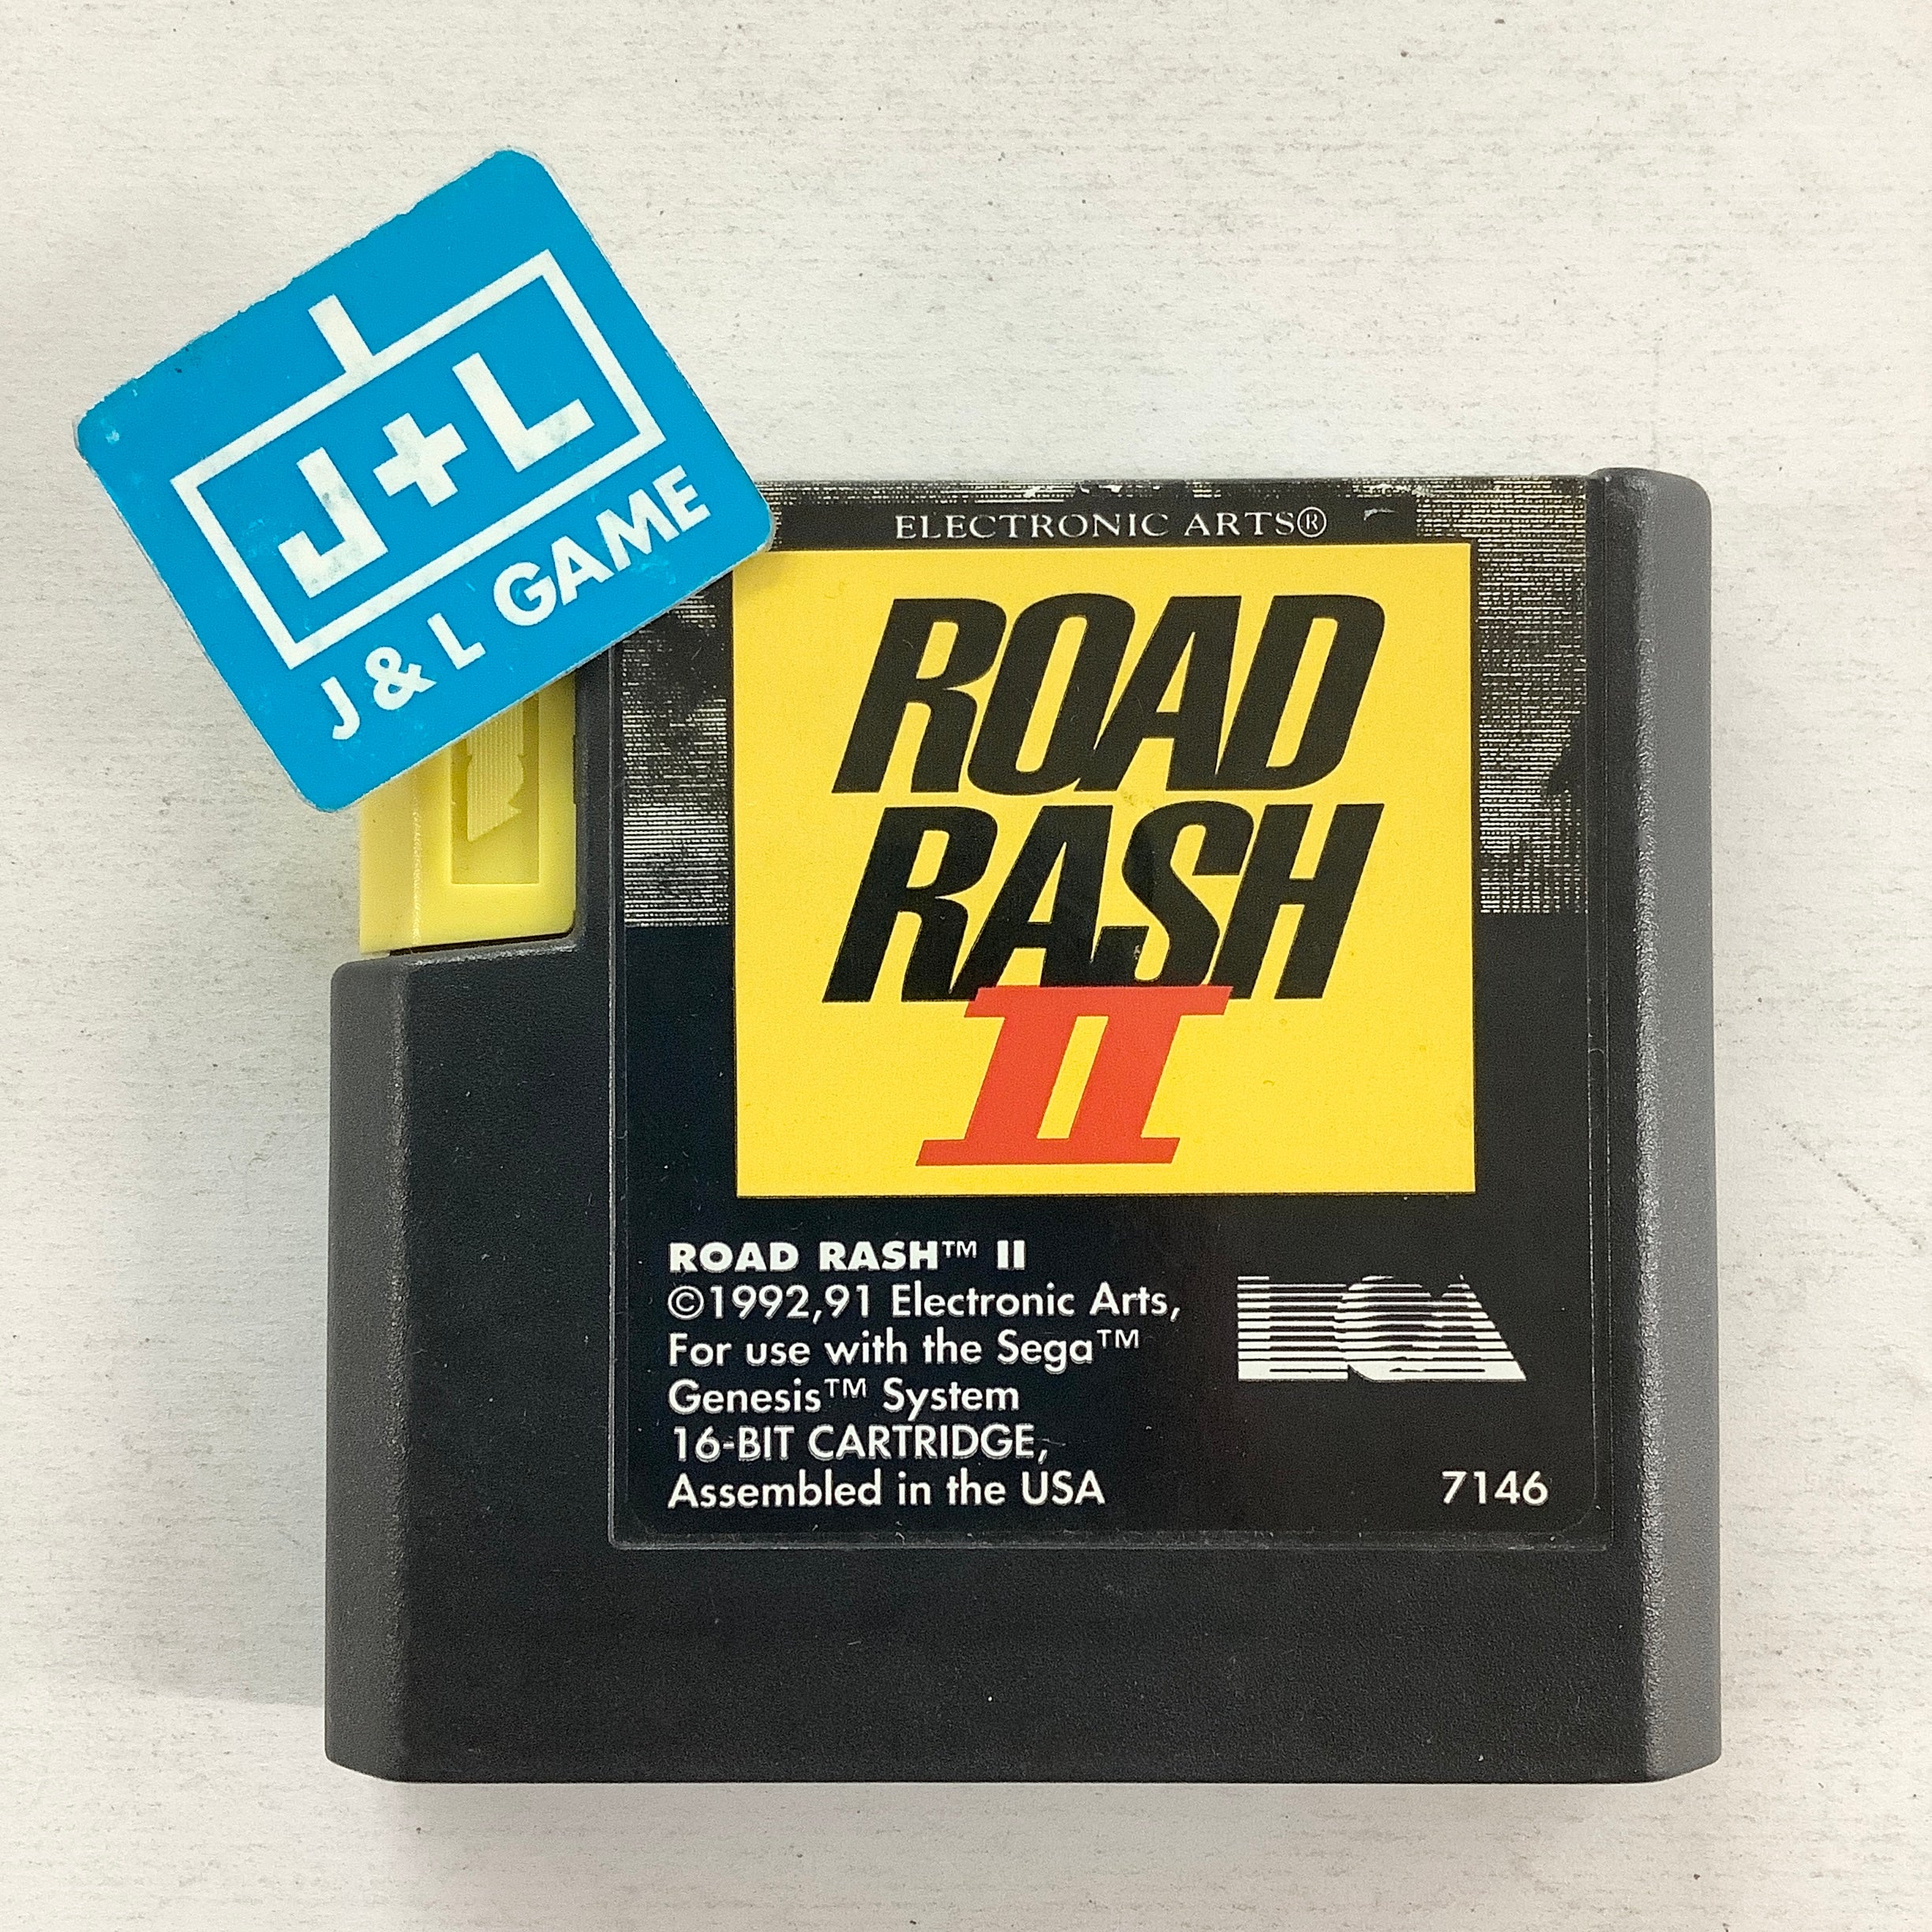 J+L
J & L GAME
ELECTRONIC ARTS®
ROAD
RASH
II
ROAD RASH™ II
©1992,91 Electronic Arts,
For use with the Sega™
Genesis™ System
16-BIT CARTRIDGE,
Assembled in the USA
EA
7146